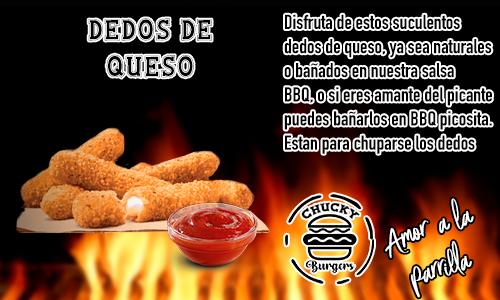 DEDOS DE
QUESO
Disfruta de estos suculentos
dedos de queso, ya sea naturales
o bañados en nuestra salsa
BBQ, o si eres amante del picante
puedes bañarlos en BBQ picosita.
Estan para chuparse los dedos
CHUCKY
Burgers
Amor a la
parrilla